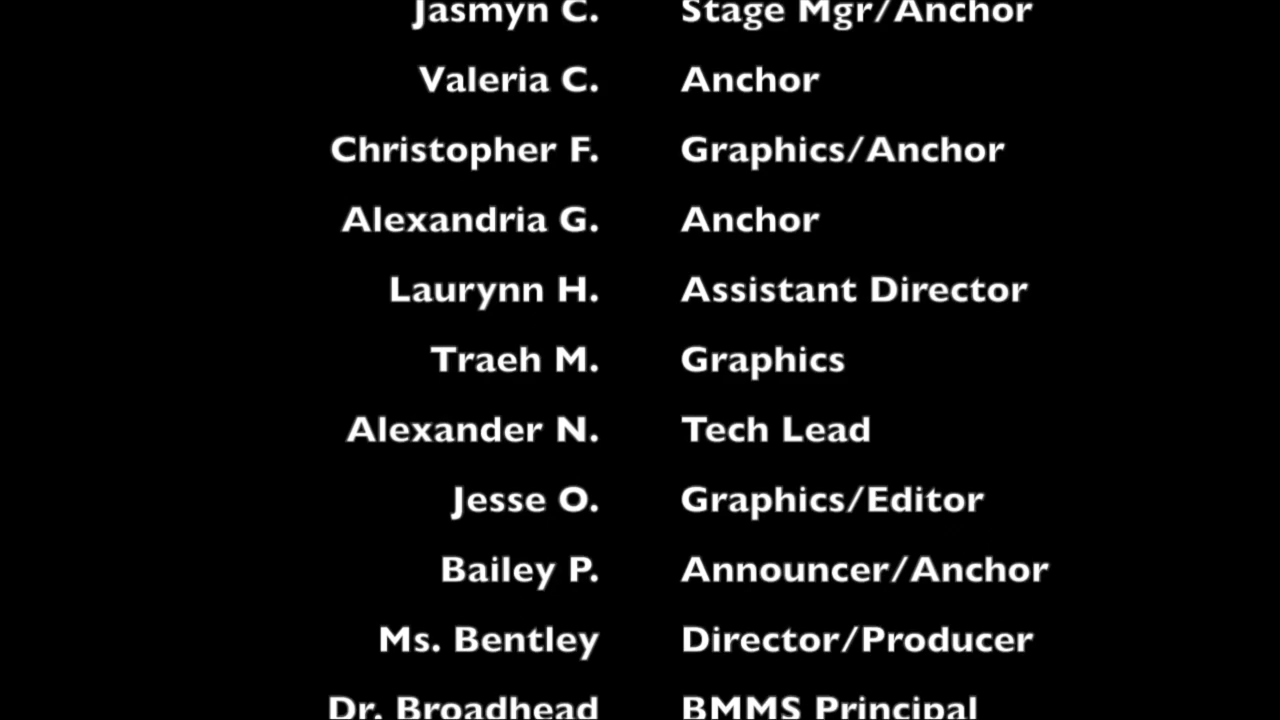 Jasmyn C. Stage Mgr/Anchor
Valeria C. Anchor
Christopher F. Graphics/Anchor
Alexandria G. Anchor
Laurynn H. Assistant Director
Traeh M. Graphics
Alexander N. Tech Lead
Jesse O. Graphics/Editor
Bailey P. Announcer/Anchor
Ms. Bentley Director/Producer
Dr. Broadhead BMMS Principal